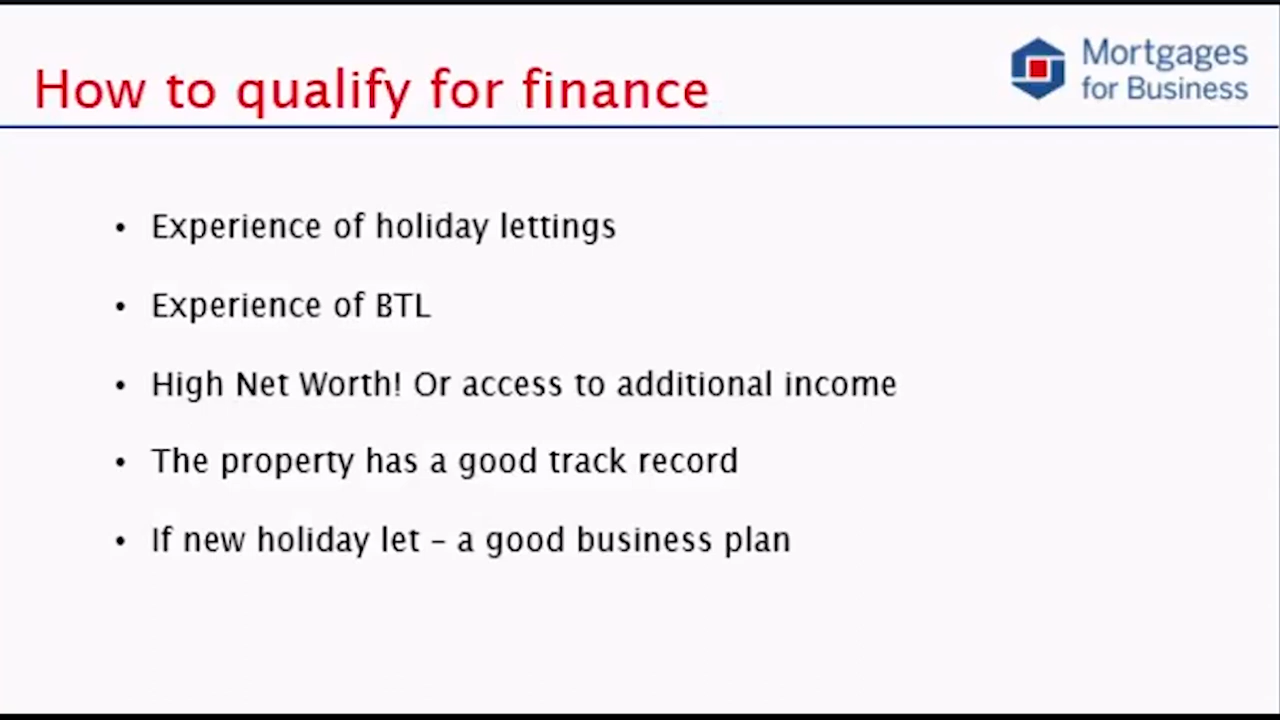 How to qualify for finance
Mortgages
for Business
• Experience of holiday lettings
• Experience of BTL
• High Net Worth! Or access to additional income
• The property has a good track record
• If new holiday let – a good business plan